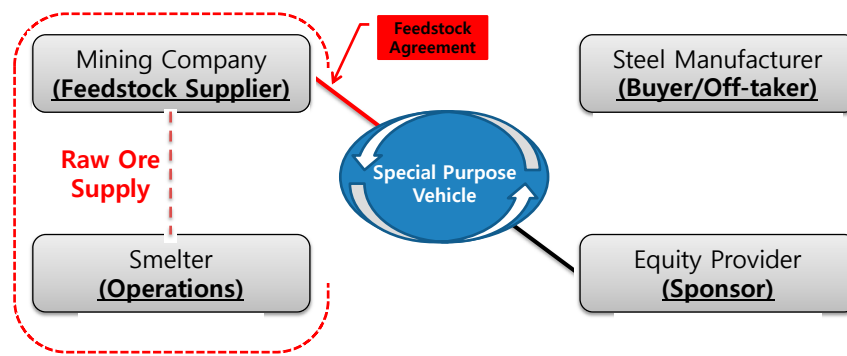 Feedstock
Agreement
Mining Company
(Feedstock Supplier)
Steel Manufacturer
(Buyer/Off-taker)
Raw Ore
Supply
Special Purpose
Vehicle
Smelter
(Operations)
Equity Provider
(Sponsor)